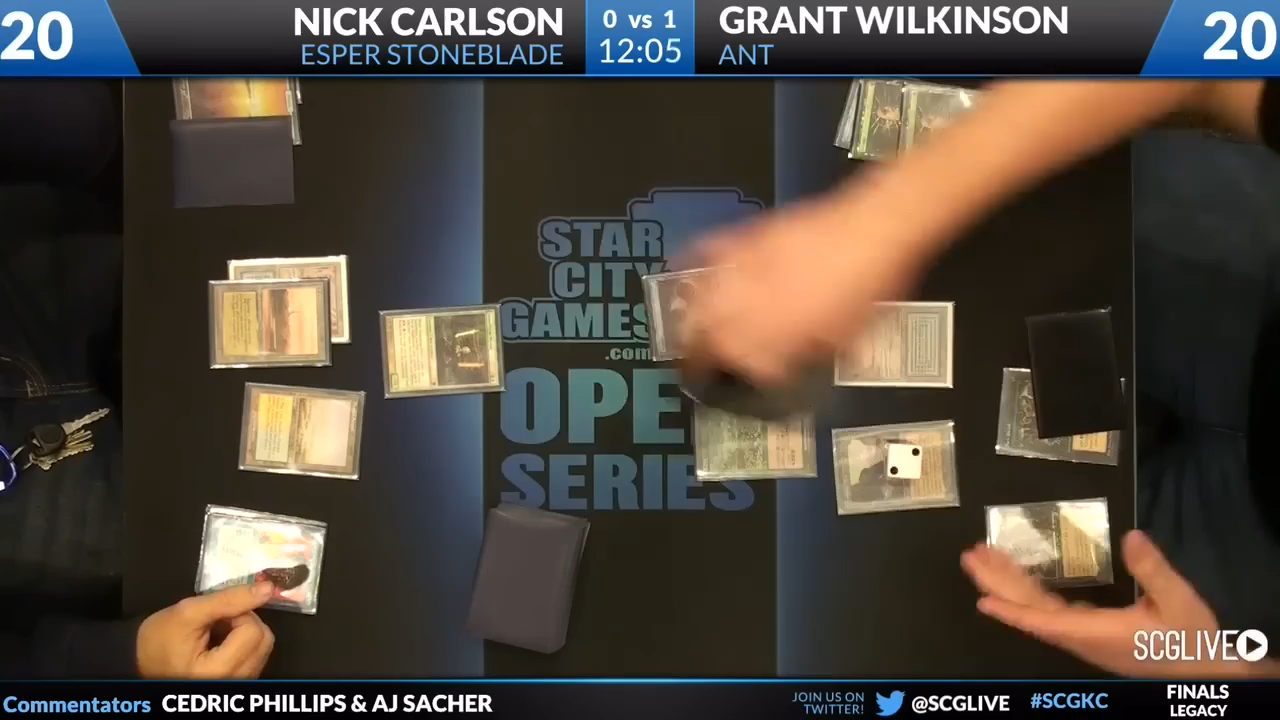 20
NICK CARLSON
ESPER STONEBLADE
0 vs 1
12:05
GRANT WILKINSON
ANT
20
STAR
CITY
GAMES
.com
OPE
SERIES
SCGLIVE
Commentators CEDRIC PHILLIPS & AJ SACHER
JOIN US ON
TWITTER!
@SCGLIVE
#SCGKC
FINALS
LEGACY